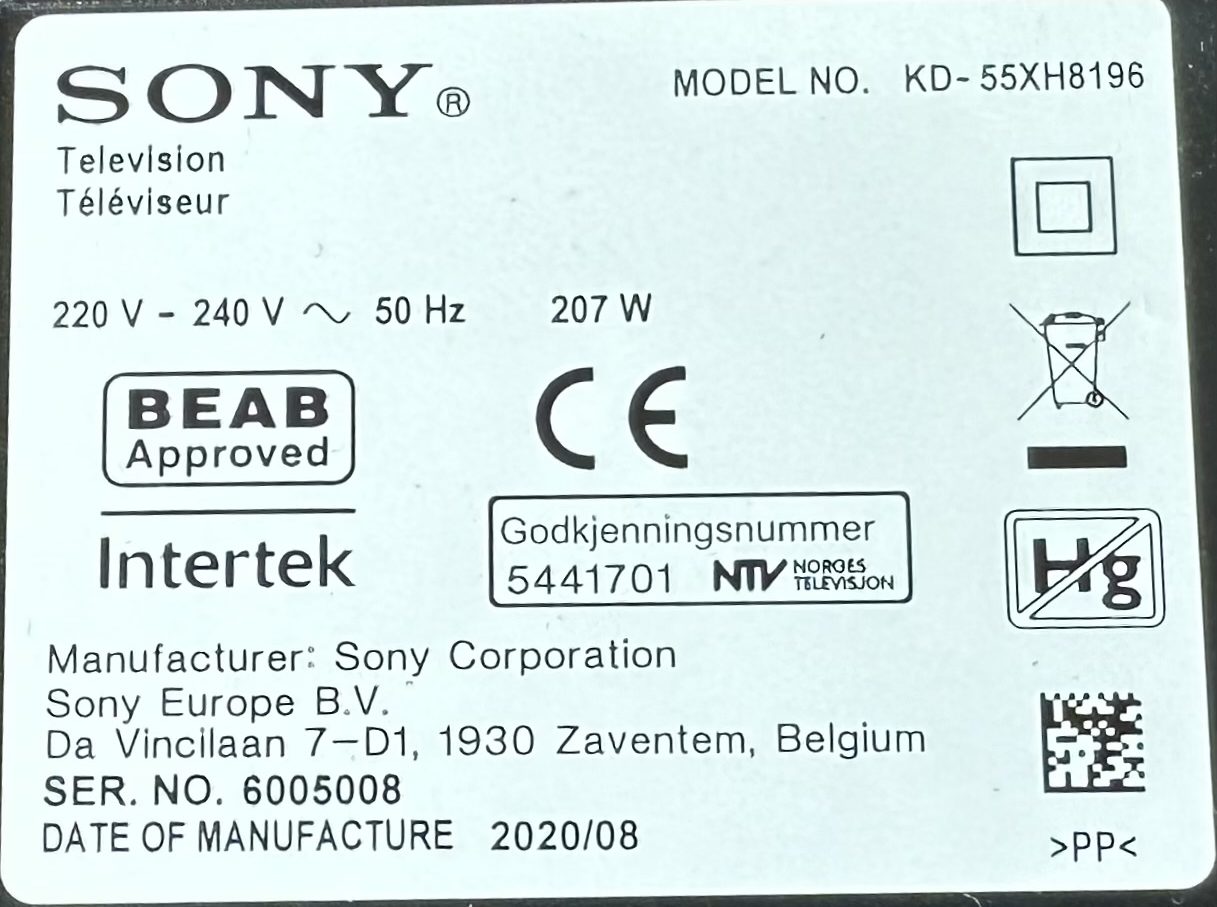 SONY®
MODEL NO. KD-55XH8196
Television
Téléviseur
220 V - 240 V ~ 50 Hz 207 W
BEAB
Approved
Intertek
CE
Godkjenningsnummer
5441701 NTV NORGES
TELEVISJON
Hg
Manufacturer: Sony Corporation
Sony Europe B.V.
Da Vincilaan 7-D1, 1930 Zaventem, Belgium
SER. NO. 6005008
DATE OF MANUFACTURE 2020/08
>PP<